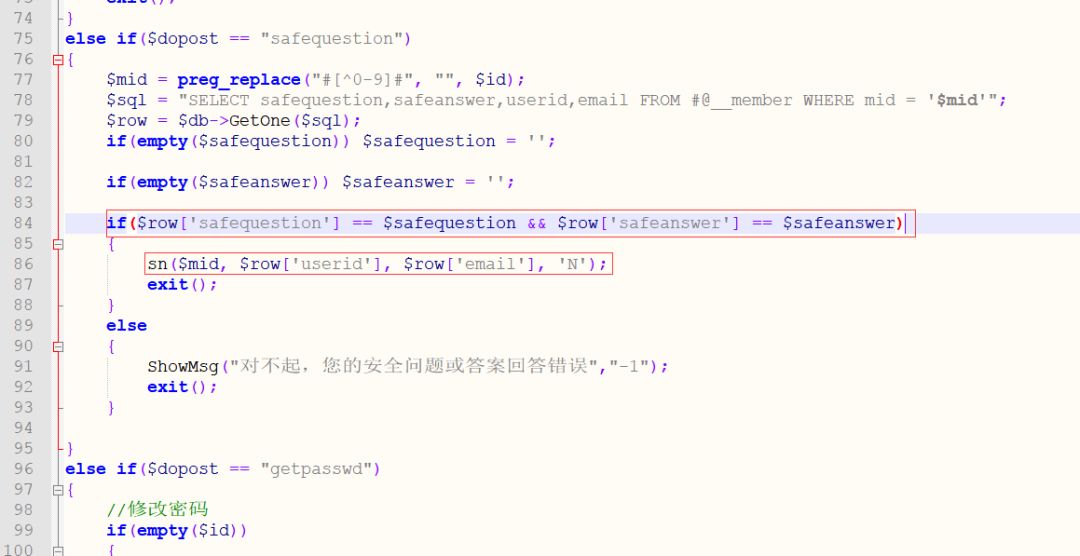 exit();
74 }
75 else if($dopost == "safequestion")
76 {
77 $mid = preg_replace("#[^0-9]#", "", $id);
78 $sql = "SELECT safequestion,safeanswer,userid,email FROM #@__member WHERE mid = '$mid'";
79 $row = $db->GetOne($sql);
80 if(empty($safequestion)) $safequestion = '';
81
82 if(empty($safeanswer)) $safeanswer = '';
83
84 if($row['safequestion'] == $safequestion && $row['safeanswer'] == $safeanswer)
85 {
86 sn($mid, $row['userid'], $row['email'], 'N');
87 exit();
88 }
89 else
90 {
91 ShowMsg("对不起，您的安全问题或答案回答错误","-1");
92 exit();
93 }
94
95 }
96 else if($dopost == "getpasswd")
97 {
98 //修改密码
99 if(empty($id))
100 {